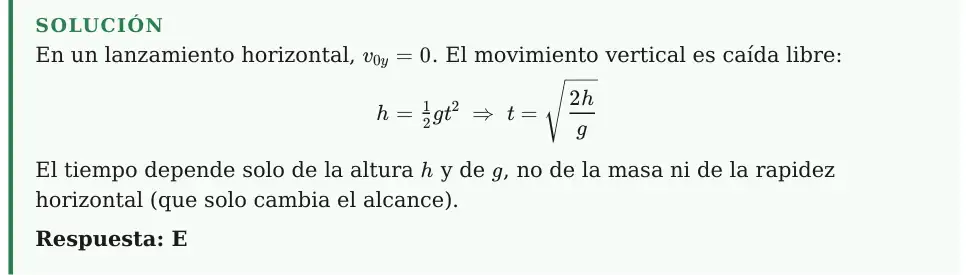 SOLUCIÓN
En un lanzamiento horizontal, v₀y = 0. El movimiento vertical es caída libre:
h = ½gt² ⇒ t = √(2h/g)
El tiempo depende solo de la altura h y de g, no de la masa ni de la rapidez
horizontal (que solo cambia el alcance).
Respuesta: E